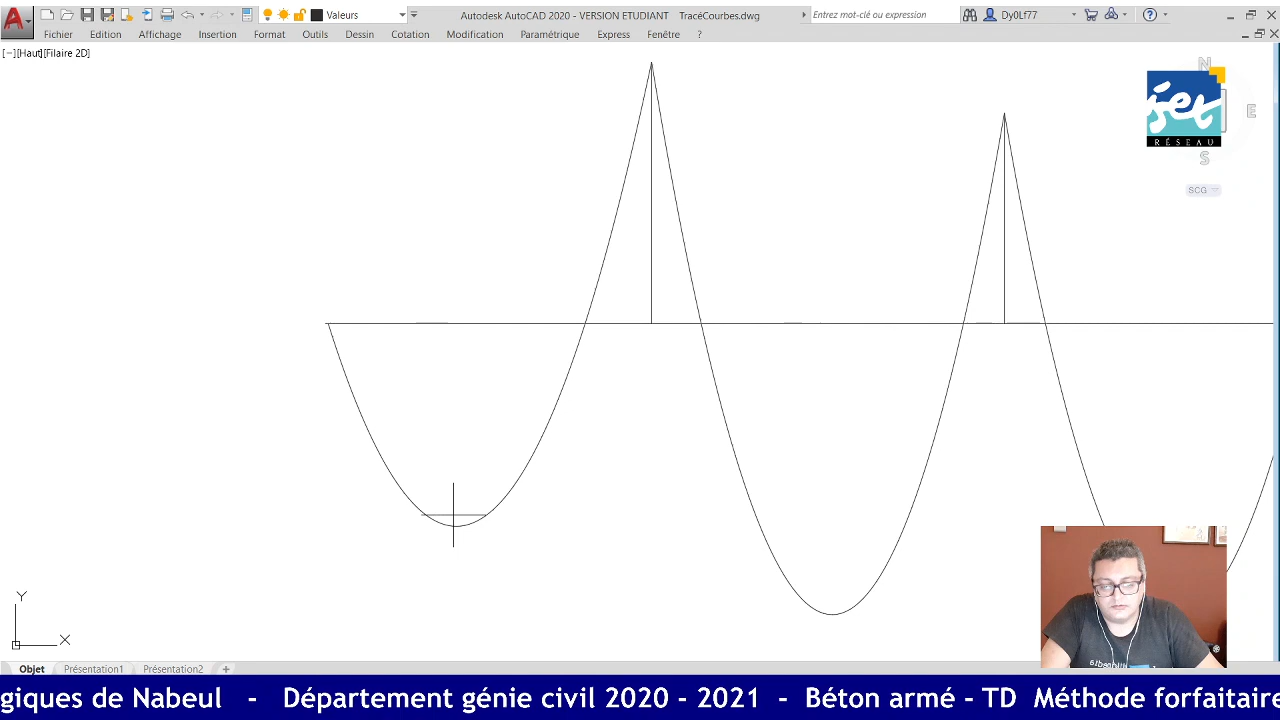 Valeurs Autodesk AutoCAD 2020 - VERSION ETUDIANT TracéCourbes.dwg Entrez mot-clé ou expression Dy0Lf77 ?
Fichier Edition Affichage Insertion Format Outils Dessin Cotation Modification Paramétrique Express Fenêtre ?
[−][Haut][Filaire 2D]
N
E
S
iset
RÉSEAU
SCG
Y
X
Objet Présentation1 Présentation2 +
giques de Nabeul - Département génie civil 2020 - 2021 - Béton armé - TD Méthode forfaitaire